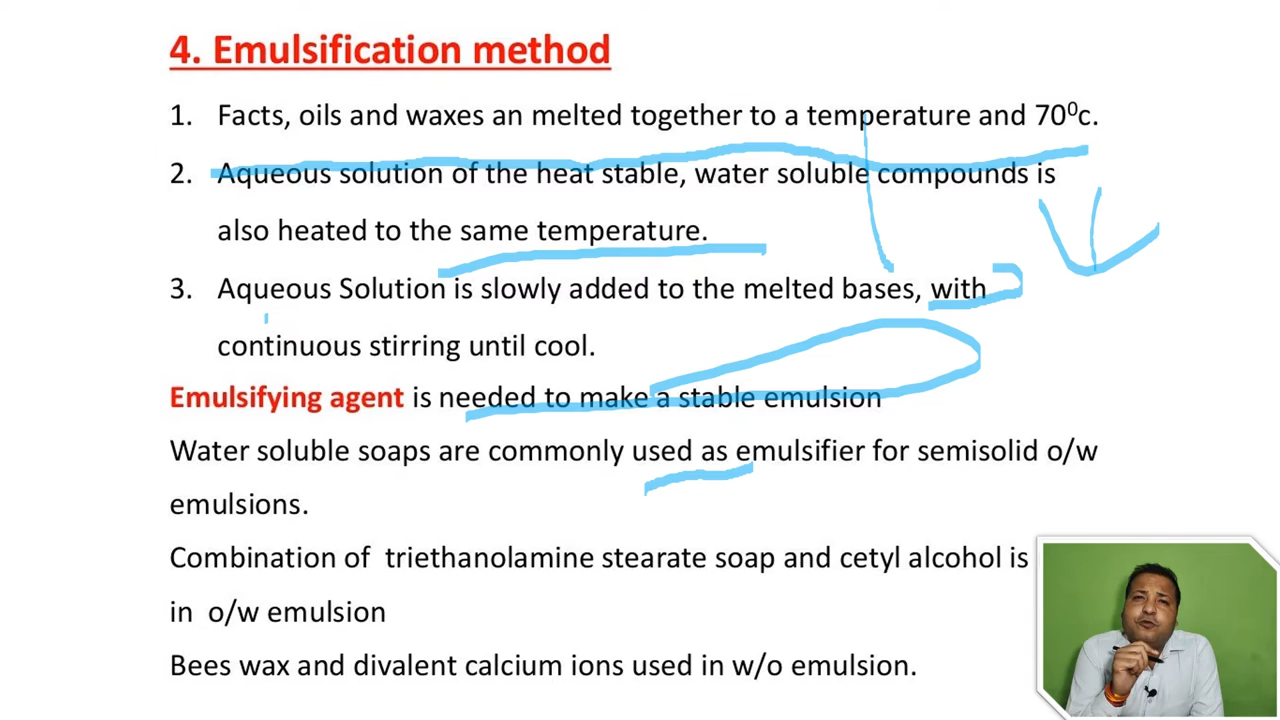 4. Emulsification method
1. Facts, oils and waxes an melted together to a temperature and 70⁰c.
2. Aqueous solution of the heat stable, water soluble compounds is
also heated to the same temperature.
3. Aqueous Solution is slowly added to the melted bases, with
continuous stirring until cool.
Emulsifying agent is needed to make a stable emulsion
Water soluble soaps are commonly used as emulsifier for semisolid o/w
emulsions.
Combination of triethanolamine stearate soap and cetyl alcohol is
in o/w emulsion
Bees wax and divalent calcium ions used in w/o emulsion.